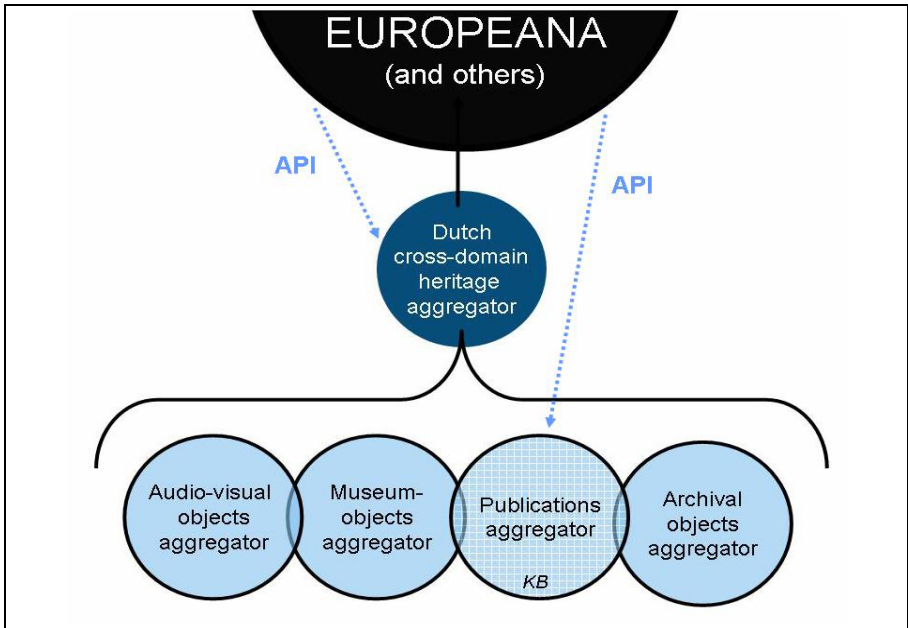 EUROPEANA
(and others)
API
API
Dutch
cross-domain
heritage
aggregator
Audio-visual
objects
aggregator
Museum-
objects
aggregator
Publications
aggregator
KB
Archival
objects
aggregator